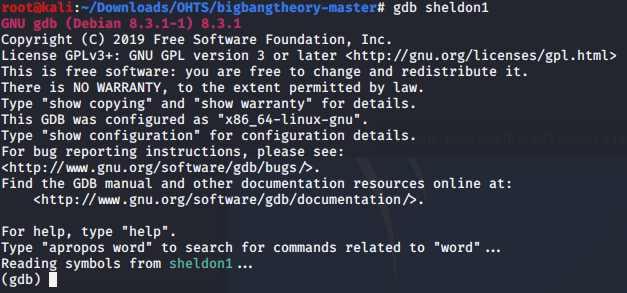 root@kali:~/Downloads/OHTS/bigbangtheory-master# gdb sheldon1
GNU gdb (Debian 8.3.1-1) 8.3.1
Copyright (C) 2019 Free Software Foundation, Inc.
License GPLv3+: GNU GPL version 3 or later <http://gnu.org/licenses/gpl.html>
This is free software: you are free to change and redistribute it.
There is NO WARRANTY, to the extent permitted by law.
Type "show copying" and "show warranty" for details.
This GDB was configured as "x86_64-linux-gnu".
Type "show configuration" for configuration details.
For bug reporting instructions, please see:
<http://www.gnu.org/software/gdb/bugs/>.
Find the GDB manual and other documentation resources online at:
    <http://www.gnu.org/software/gdb/documentation/>.

For help, type "help".
Type "apropos word" to search for commands related to "word"...
Reading symbols from sheldon1...
(gdb)